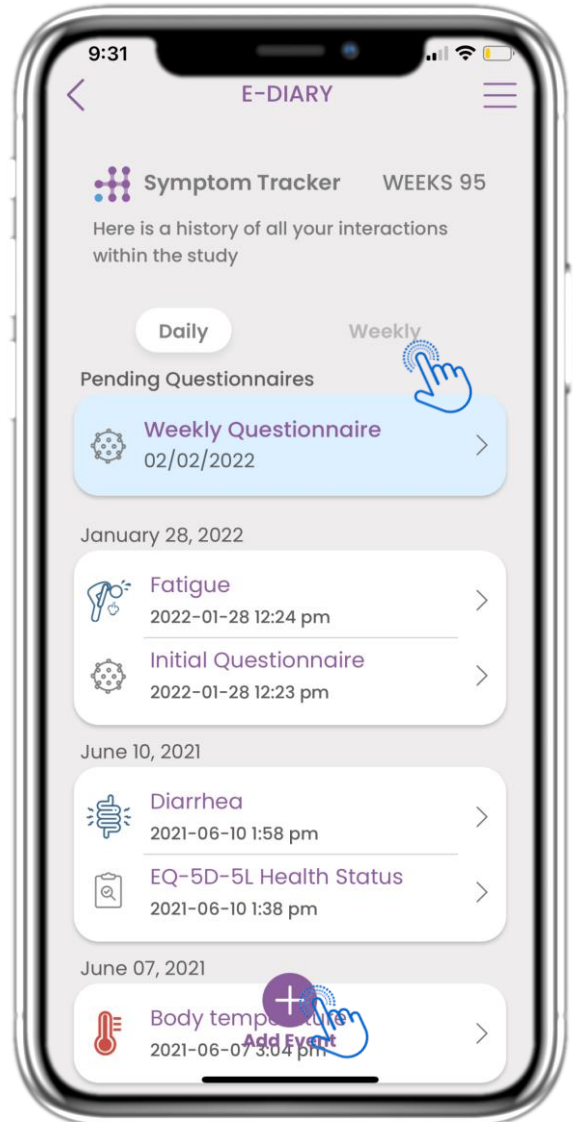 9:31
E-DIARY
Symptom Tracker WEEKS 95
Here is a history of all your interactions
within the study
Daily Weekly
Pending Questionnaires
Weekly Questionnaire
02/02/2022
January 28, 2022
Fatigue
2022-01-28 12:24 pm
Initial Questionnaire
2022-01-28 12:23 pm
June 10, 2021
Diarrhea
2021-06-10 1:58 pm
EQ-5D-5L Health Status
2021-06-10 1:38 pm
June 07, 2021
Body temperature
Add Event
2021-06-07 3:04 pm